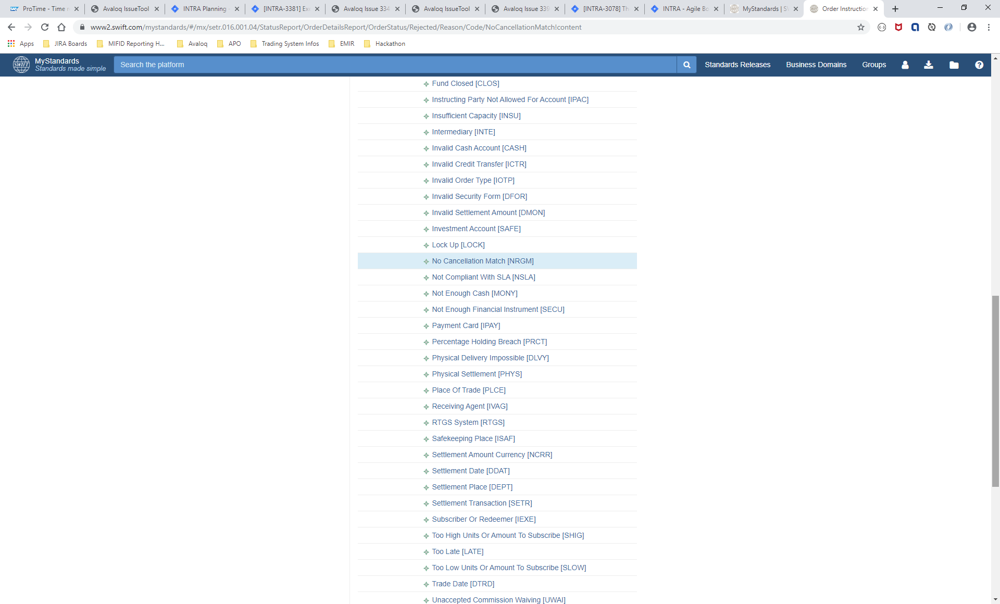 ProTime - Time r
Avaloq IssueTool
INTRA Planning -
[INTRA-3381] Exe
Avaloq Issue 334
Avaloq IssueTool
Avaloq Issue 339
[INTRA-3078] Th
INTRA - Agile Bo
MyStandards | S
Order Instruction
www2.swift.com/mystandards/#/mx/setr.016.001.04/StatusReport/OrderDetailsReport/OrderStatus/Rejected/Reason/Code/NoCancellationMatch!content
Apps
JIRA Boards
MIFID Reporting H...
Avaloq
APO
Trading System Infos
EMIR
Hackathon
SWIFT
MyStandards
Standards made simple
Search the platform
Standards Releases
Business Domains
Groups
Fund Closed [CLOS]
Instructing Party Not Allowed For Account [IPAC]
Insufficient Capacity [INSU]
Intermediary [INTE]
Invalid Cash Account [CASH]
Invalid Credit Transfer [ICTR]
Invalid Order Type [IOTP]
Invalid Security Form [DFOR]
Invalid Settlement Amount [DMON]
Investment Account [SAFE]
Lock Up [LOCK]
No Cancellation Match [NRGM]
Not Compliant With SLA [NSLA]
Not Enough Cash [MONY]
Not Enough Financial Instrument [SECU]
Payment Card [IPAY]
Percentage Holding Breach [PRCT]
Physical Delivery Impossible [DLVY]
Physical Settlement [PHYS]
Place Of Trade [PLCE]
Receiving Agent [IVAG]
RTGS System [RTGS]
Safekeeping Place [ISAF]
Settlement Amount Currency [NCRR]
Settlement Date [DDAT]
Settlement Place [DEPT]
Settlement Transaction [SETR]
Subscriber Or Redeemer [IEXE]
Too High Units Or Amount To Subscribe [SHIG]
Too Late [LATE]
Too Low Units Or Amount To Subscribe [SLOW]
Trade Date [DTRD]
Unaccepted Commission Waiving [UWAI]